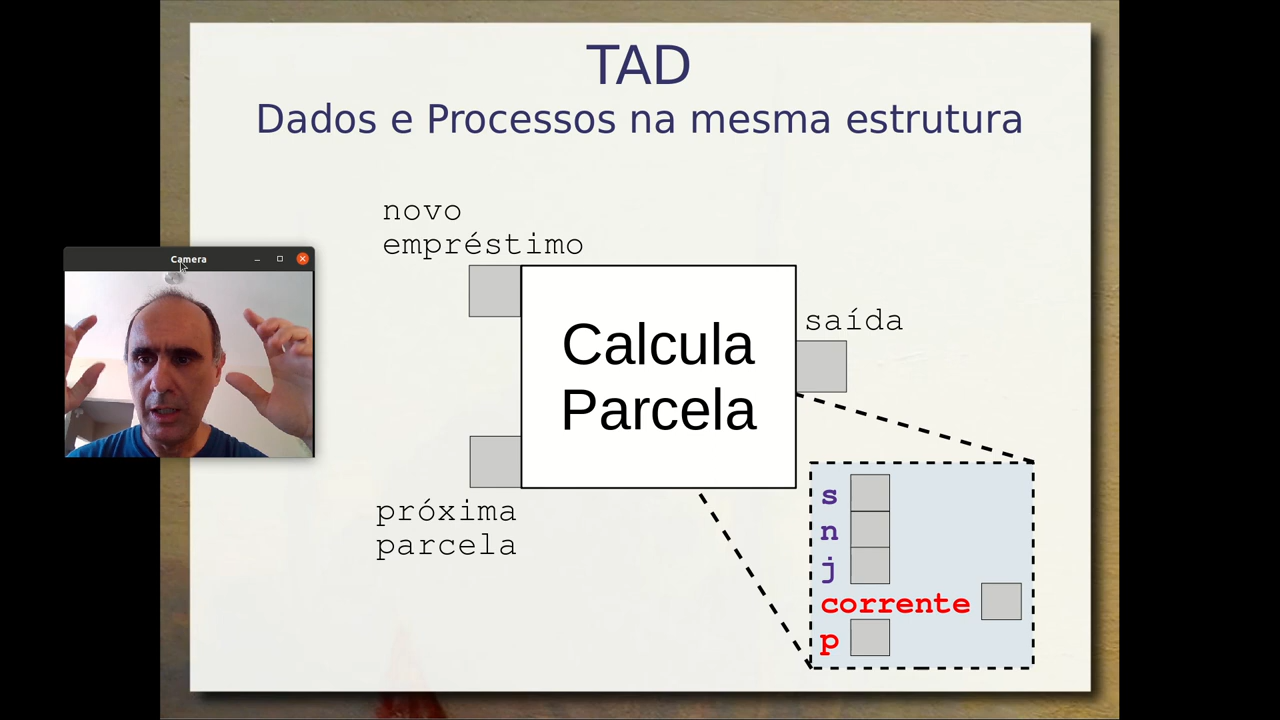 TAD
Dados e Processos na mesma estrutura
novo
empréstimo
Camera
Calcula
Parcela
saída
próxima
parcela
s
n
j
corrente
p